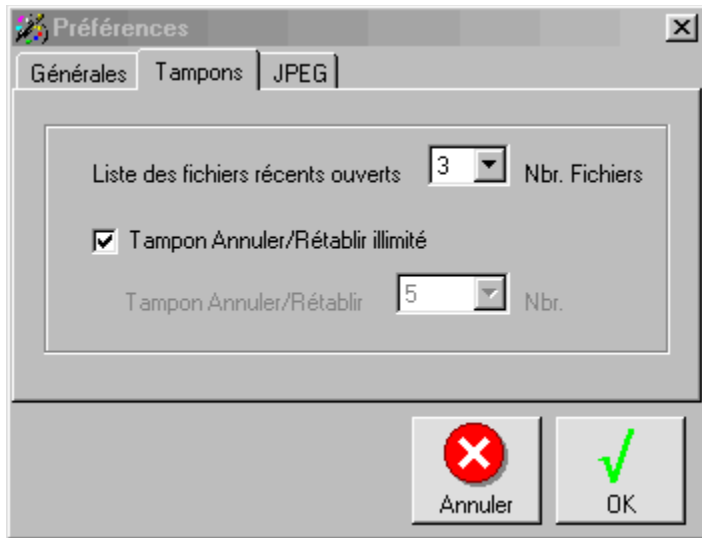 Préférences
Générales Tampons JPEG
Liste des fichiers récents ouverts 3 Nbr. Fichiers
Tampon Annuler/Rétablir illimité
Tampon Annuler/Rétablir 5 Nbr.
Annuler OK